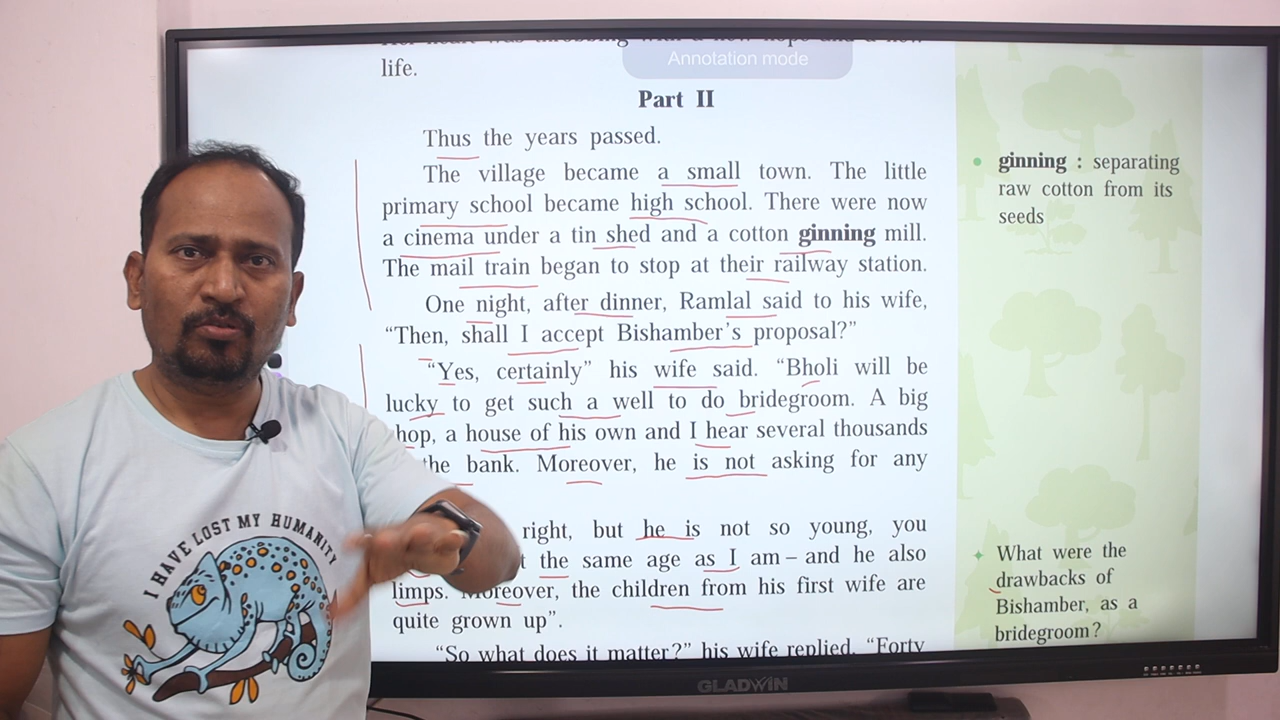 life.
Annotation mode
Part II
Thus the years passed.
The village became a small town. The little
primary school became high school. There were now
a cinema under a tin shed and a cotton ginning mill.
The mail train began to stop at their railway station.
One night, after dinner, Ramlal said to his wife,
“Then, shall I accept Bishamber’s proposal?”
“Yes, certainly” his wife said. “Bholi will be
lucky to get such a well to do bridegroom. A big
shop, a house of his own and I hear several thousands
the bank. Moreover, he is not asking for any
right, but he is not so young, you
the same age as I am – and he also
limps. Moreover, the children from his first wife are
quite grown up”.
“So what does it matter?” his wife replied. “Forty
ginning : separating
raw cotton from its
seeds
What were the
drawbacks of
Bishamber, as a
bridegroom?
GLADWIN
I HAVE LOST MY HUMANITY